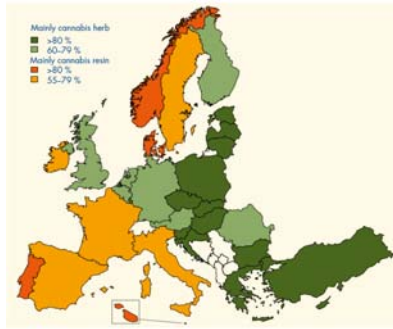 Mainly cannabis herb
>80 %
60–79 %
Mainly cannabis resin
>80 %
55–79 %